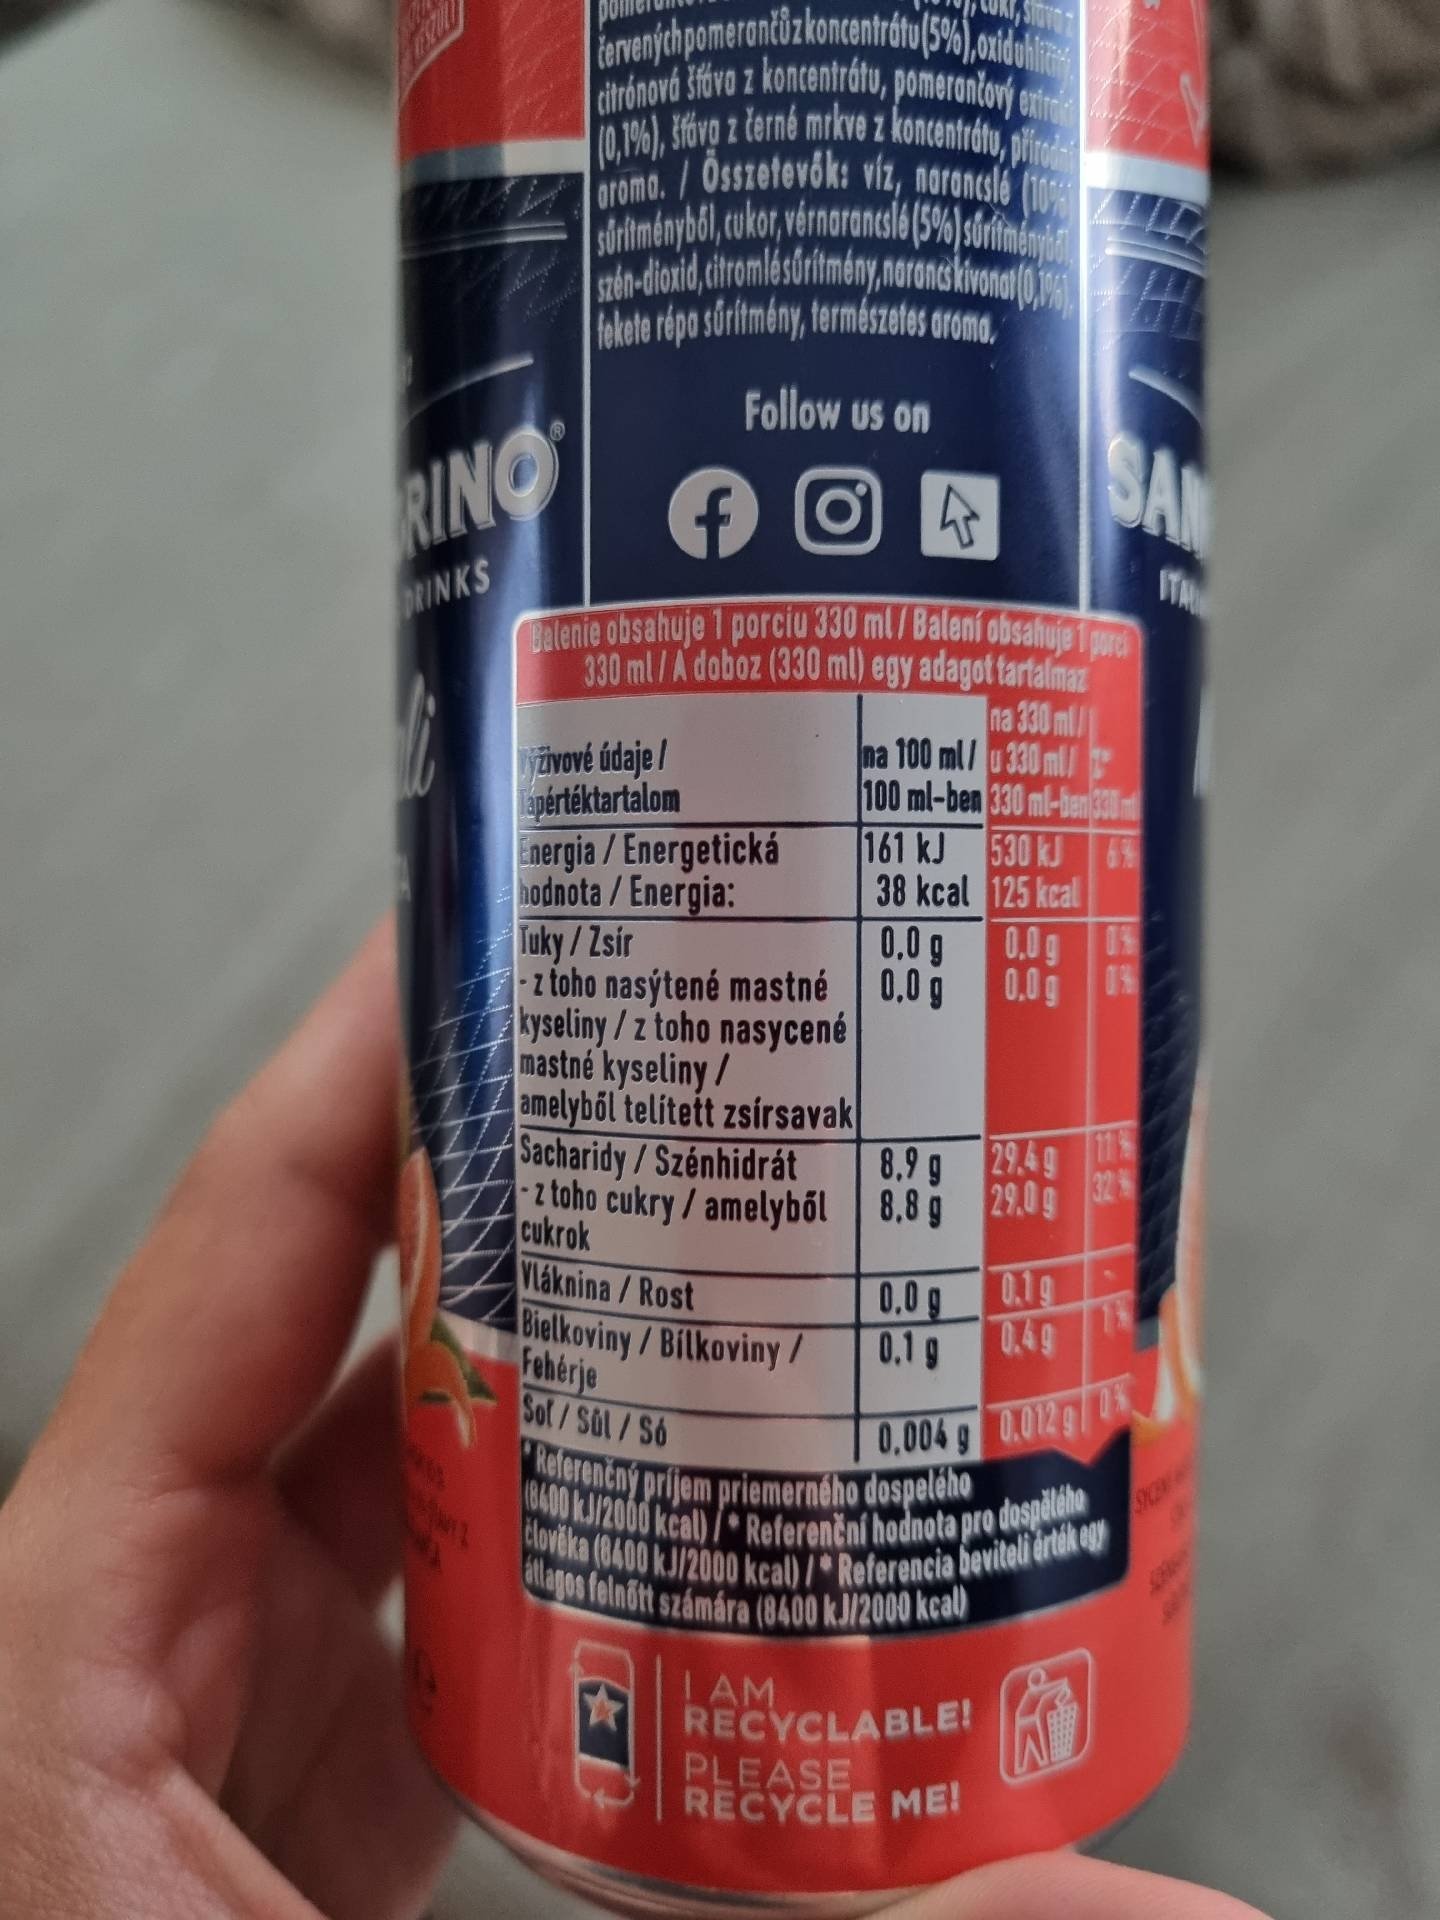 červených pomerančů z koncentrátu (5%), oxid uhličitý,
citrónová šťáva z koncentrátu, pomerančový extrakt
(0,1%), šťáva z černé mrkve z koncentrátu, přírodní
aroma. / Összetevők: víz, narancslé (10%)
sűrítményből, cukor, vérnarancslé (5%) sűrítményből,
szén-dioxid, citromlésűrítmény, narancskivonat (0,1%),
fekete répa sűrítmény, természetes aroma.
Follow us on
RINO®
DRINKS
SAN
ITAL
Balenie obsahuje 1 porciu 330 ml / Balení obsahuje 1 porci
330 ml / A doboz (330 ml) egy adagot tartalmaz
Výživové údaje /
Tápértéktartalom
na 100 ml /
100 ml-ben
na 330 ml /
u 330 ml /
330 ml-ben
330 ml
Energia / Energetická 161 kJ 530 kJ 6%
hodnota / Energia: 38 kcal 125 kcal
Tuky / Zsír 0.0 g 0.0 g 0%
- z toho nasýtené mastné 0.0 g 0.0 g 0%
kyseliny / z toho nasycené
mastné kyseliny /
amelyből telített zsírsavak
Sacharidy / Szénhidrát 8.9 g 29.4 g 11%
- z toho cukry / amelyből 8.8 g 29.0 g 32%
cukrok
Vláknina / Rost 0.0 g 0.1 g -
Bielkoviny / Bílkoviny / 0.1 g 0.4 g 1%
Fehérje
Soľ / Sůl / Só 0.004 g 0.012 g 0%
* Referenčný príjem priemerného dospelého
(8400 kJ/2000 kcal) / * Referenční hodnota pro dospělého
člověka (8400 kJ/2000 kcal) / * Referencia beviteli érték egy
átlagos felnőtt számára (8400 kJ/2000 kcal)
I AM
RECYCLABLE!
PLEASE
RECYCLE ME!